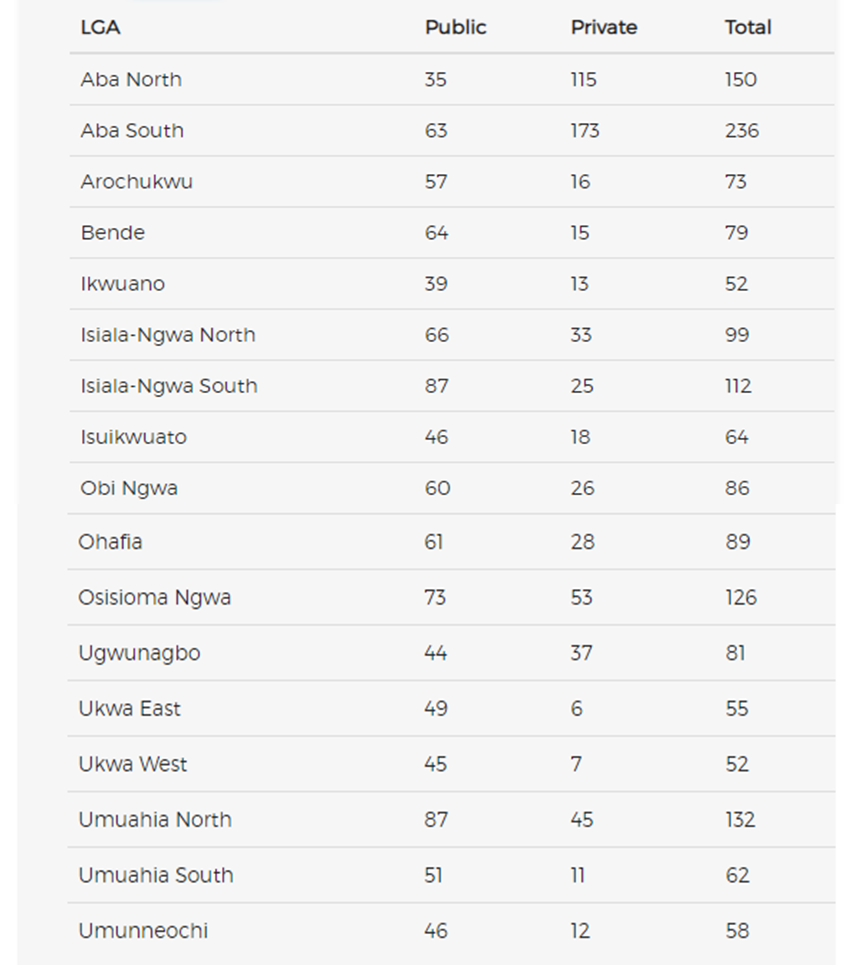 LGA Public Private Total
Aba North 35 115 150
Aba South 63 173 236
Arochukwu 57 16 73
Bende 64 15 79
Ikwuano 39 13 52
Isiala-Ngwa North 66 33 99
Isiala-Ngwa South 87 25 112
Isuikwuato 46 18 64
Obi Ngwa 60 26 86
Ohafia 61 28 89
Osisioma Ngwa 73 53 126
Ugwunagbo 44 37 81
Ukwa East 49 6 55
Ukwa West 45 7 52
Umuahia North 87 45 132
Umuahia South 51 11 62
Umunneochi 46 12 58